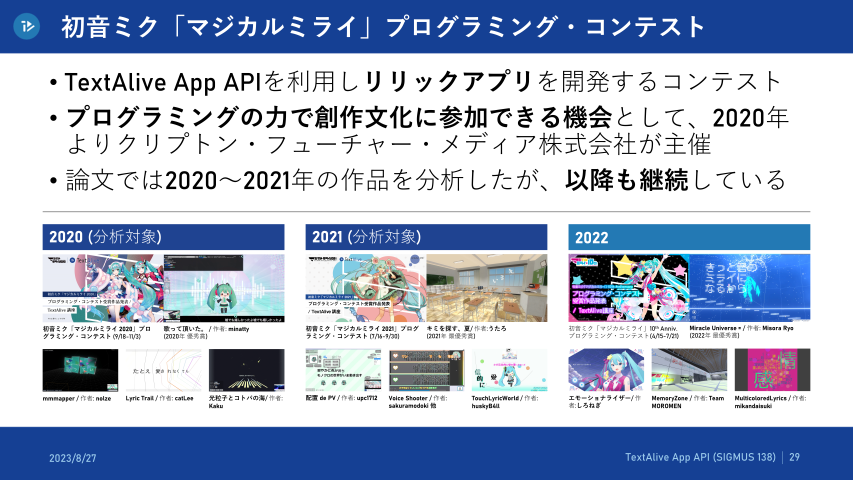 初音ミク「マジカルミライ」プログラミング・コンテスト
• TextAlive App APIを利用しリリックアプリを開発するコンテスト
• プログラミングの力で創作文化に参加できる機会として、2020年
よりクリプトン・フューチャー・メディア株式会社が主催
• 論文では2020～2021年の作品を分析したが、以降も継続している
2020 (分析対象)
初音ミク「マジカルミライ 2020」プロ
グラミング・コンテスト (9/18-11/3)
歌って頂いた。 / 作者: minatty
(2020年 優秀賞)
mmmapper / 作者: noize
Lyric Trail / 作者: catLee
光粒子とコトバの海/ 作者:
Kaku
2021 (分析対象)
初音ミク「マジカルミライ 2021」プログ
ラミング・コンテスト (7/16-9/30)
キミを探す、夏/ 作者:うたろ
(2021年 最優秀賞)
配置 de PV / 作者: upc1712
Voice Shooter / 作者:
sakuramodoki 他
TouchLyricWorld / 作者:
huskyB4ll
2022
初音ミク「マジカルミライ」10th Anniv.
プログラミング・コンテスト (4/15-7/21)
きっと君の
ミライに
なるから
Miracle Universe* / 作者: Misora Ryo
(2022年 最優秀賞)
エモーショナライザー/ 作
者:しろねぎ
MemoryZone / 作者: Team
MOROMEN
MulticoloredLyrics / 作者:
mikandaisuki
2023/8/27
TextAlive App API (SIGMUS 138) | 29